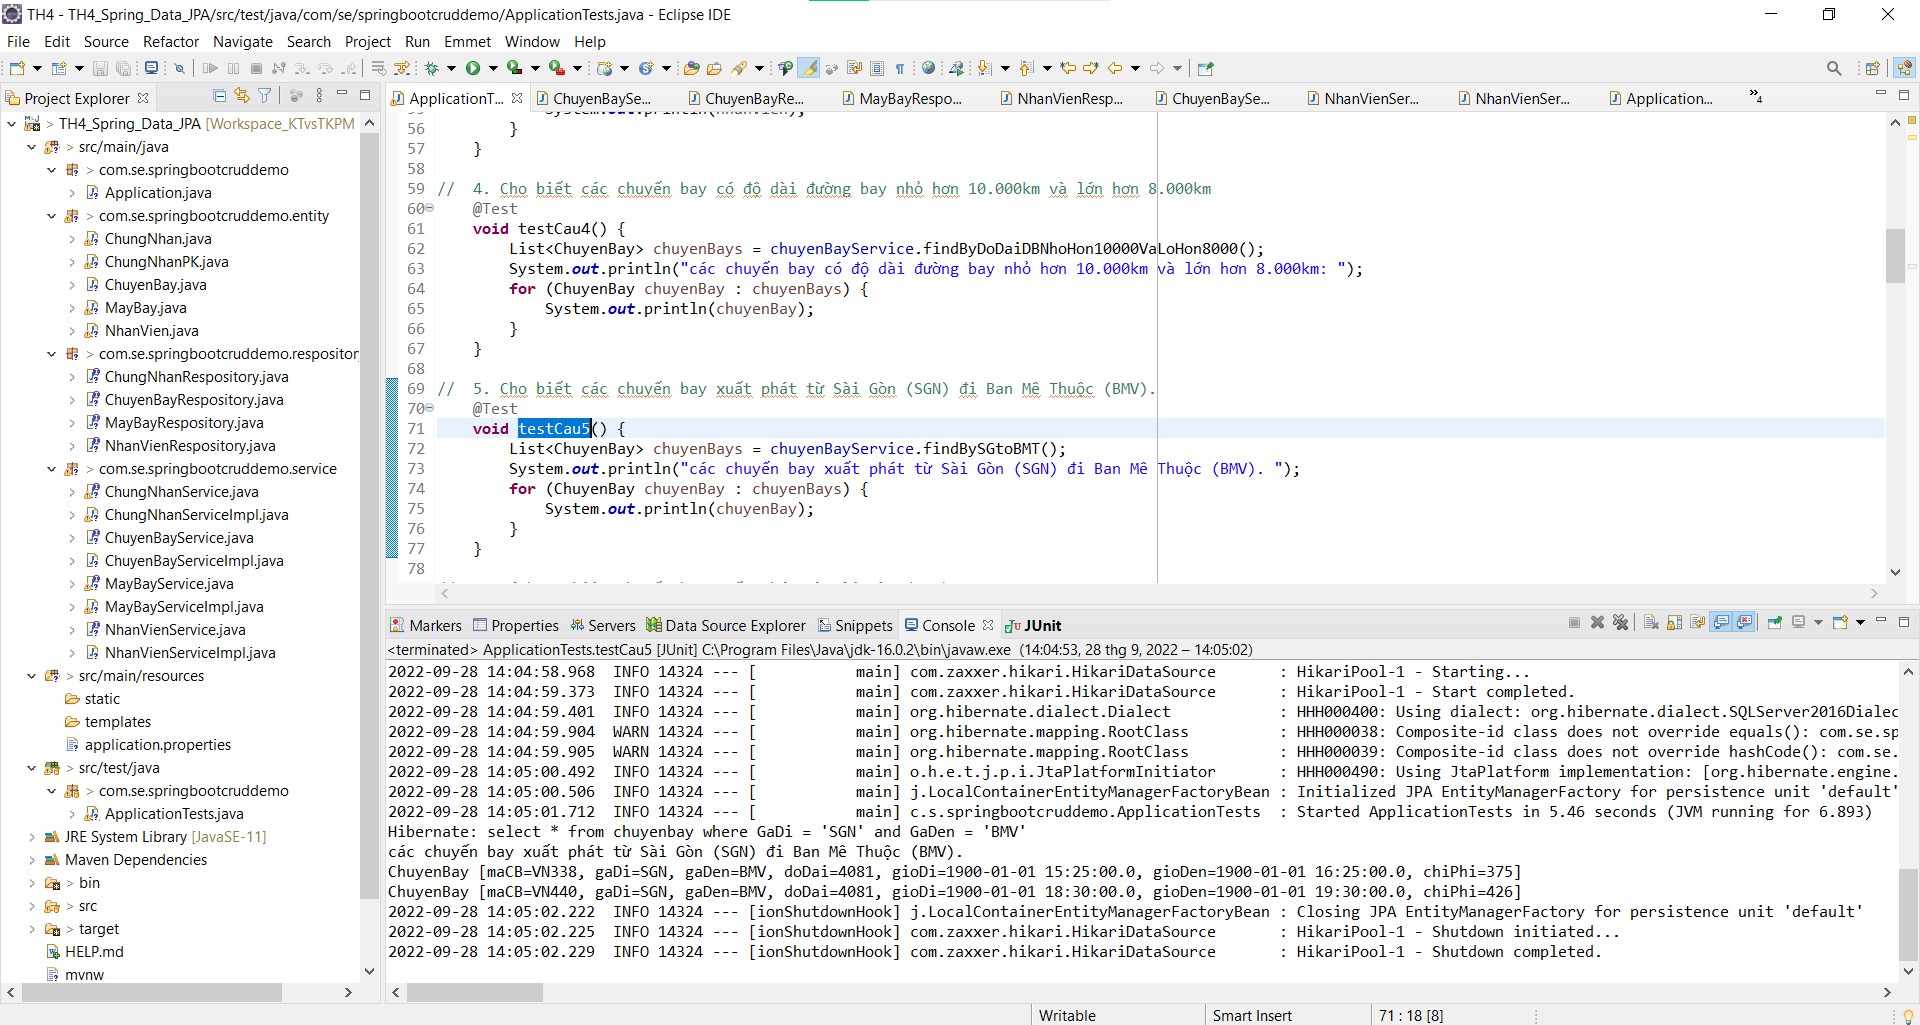 TH4 - TH4_Spring_Data_JPA/src/test/java/com/se/springbootcruddemo/ApplicationTests.java - Eclipse IDE
File Edit Source Refactor Navigate Search Project Run Emmet Window Help
Project Explorer
ApplicationT... ChuyenBaySe... ChuyenBayRe... MayBayRespo... NhanVienResp... ChuyenBaySe... NhanVienSer... NhanVienSer... Application... »4
> TH4_Spring_Data_JPA [Workspace_KTvsTKPM
> src/main/java
> com.se.springbootcruddemo
> Application.java
> com.se.springbootcruddemo.entity
> ChungNhan.java
> ChungNhanPK.java
> ChuyenBay.java
> MayBay.java
> NhanVien.java
> com.se.springbootcruddemo.respositor
> ChungNhanRespository.java
> ChuyenBayRespository.java
> MayBayRespository.java
> NhanVienRespository.java
> com.se.springbootcruddemo.service
> ChungNhanService.java
> ChungNhanServiceImpl.java
> ChuyenBayService.java
> ChuyenBayServiceImpl.java
> MayBayService.java
> MayBayServiceImpl.java
> NhanVienService.java
> NhanVienServiceImpl.java
> src/main/resources
static
templates
application.properties
> src/test/java
> com.se.springbootcruddemo
> ApplicationTests.java
> JRE System Library [JavaSE-11]
> Maven Dependencies
> bin
> src
> target
HELP.md
mvnw
55 System.out.println(nhanVien);
56 }
57 }
58
59 // 4. Cho biết các chuyến bay có độ dài đường bay nhỏ hơn 10.000km và lớn hơn 8.000km
60 @Test
61 void testCau4() {
62 List<ChuyenBay> chuyenBays = chuyenBayService.findByDoDaiDBNhoHon10000VaLoHon8000();
63 System.out.println("các chuyến bay có độ dài đường bay nhỏ hơn 10.000km và lớn hơn 8.000km: ");
64 for (ChuyenBay chuyenBay : chuyenBays) {
65 System.out.println(chuyenBay);
66 }
67 }
68
69 // 5. Cho biết các chuyến bay xuất phát từ Sài Gòn (SGN) đi Ban Mê Thuộc (BMV).
70 @Test
71 void testCau5() {
72 List<ChuyenBay> chuyenBays = chuyenBayService.findBySGtoBMT();
73 System.out.println("các chuyến bay xuất phát từ Sài Gòn (SGN) đi Ban Mê Thuộc (BMV). ");
74 for (ChuyenBay chuyenBay : chuyenBays) {
75 System.out.println(chuyenBay);
76 }
77 }
78
Markers Properties Servers Data Source Explorer Snippets Console JUnit
<terminated> ApplicationTests.testCau5 [JUnit] C:\Program Files\Java\jdk-16.0.2\bin\javaw.exe (14:04:53, 28 thg 9, 2022 – 14:05:02)
2022-09-28 14:04:58.968 INFO 14324 --- [ main] com.zaxxer.hikari.HikariDataSource : HikariPool-1 - Starting...
2022-09-28 14:04:59.373 INFO 14324 --- [ main] com.zaxxer.hikari.HikariDataSource : HikariPool-1 - Start completed.
2022-09-28 14:04:59.401 INFO 14324 --- [ main] org.hibernate.dialect.Dialect : HHH000400: Using dialect: org.hibernate.dialect.SQLServer2016Dialec
2022-09-28 14:04:59.904 WARN 14324 --- [ main] org.hibernate.mapping.RootClass : HHH000038: Composite-id class does not override equals(): com.se.sp
2022-09-28 14:04:59.905 WARN 14324 --- [ main] org.hibernate.mapping.RootClass : HHH000039: Composite-id class does not override hashCode(): com.se.
2022-09-28 14:05:00.492 INFO 14324 --- [ main] o.h.e.t.j.p.i.JtaPlatformInitiator : HHH000490: Using JtaPlatform implementation: [org.hibernate.engine.
2022-09-28 14:05:00.506 INFO 14324 --- [ main] j.LocalContainerEntityManagerFactoryBean : Initialized JPA EntityManagerFactory for persistence unit 'default'
2022-09-28 14:05:01.712 INFO 14324 --- [ main] c.s.springbootcruddemo.ApplicationTests : Started ApplicationTests in 5.46 seconds (JVM running for 6.893)
Hibernate: select * from chuyenbay where GaDi = 'SGN' and GaDen = 'BMV'
các chuyến bay xuất phát từ Sài Gòn (SGN) đi Ban Mê Thuộc (BMV).
ChuyenBay [maCB=VN338, gaDi=SGN, gaDen=BMV, doDai=4081, gioDi=1900-01-01 15:25:00.0, gioDen=1900-01-01 16:25:00.0, chiPhi=375]
ChuyenBay [maCB=VN440, gaDi=SGN, gaDen=BMV, doDai=4081, gioDi=1900-01-01 18:30:00.0, gioDen=1900-01-01 19:30:00.0, chiPhi=426]
2022-09-28 14:05:02.222 INFO 14324 --- [ionShutdownHook] j.LocalContainerEntityManagerFactoryBean : Closing JPA EntityManagerFactory for persistence unit 'default'
2022-09-28 14:05:02.225 INFO 14324 --- [ionShutdownHook] com.zaxxer.hikari.HikariDataSource : HikariPool-1 - Shutdown initiated...
2022-09-28 14:05:02.229 INFO 14324 --- [ionShutdownHook] com.zaxxer.hikari.HikariDataSource : HikariPool-1 - Shutdown completed.
Writable Smart Insert 71 : 18 [8]